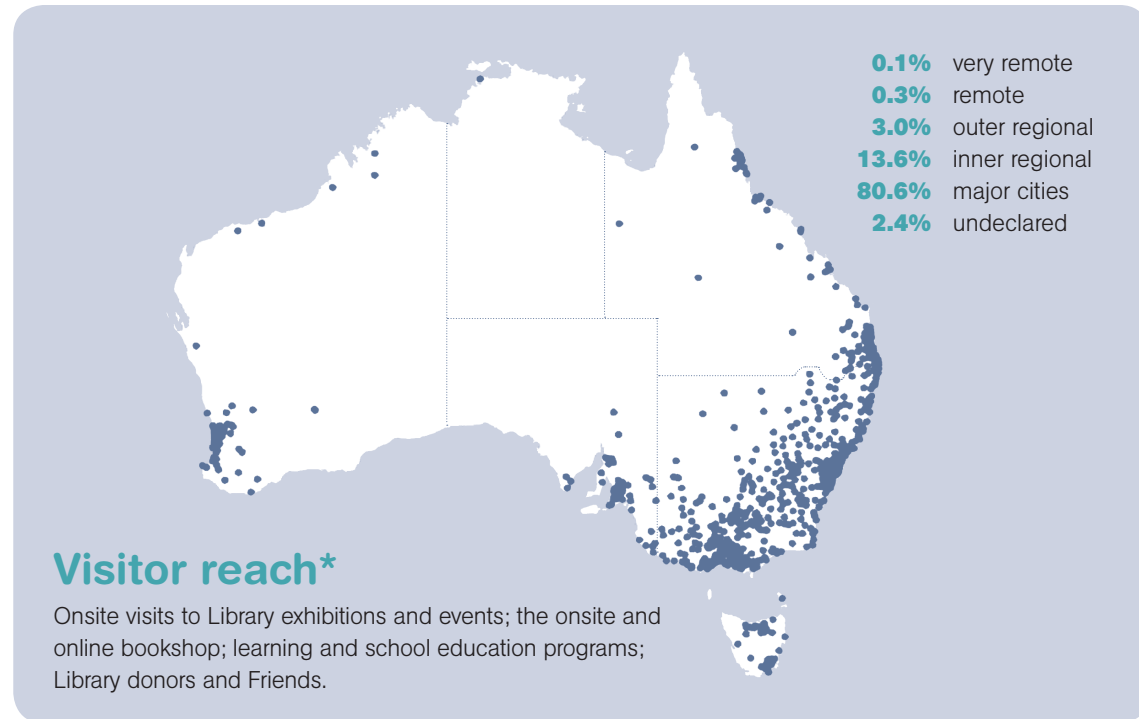 0.1% very remote
0.3% remote
3.0% outer regional
13.6% inner regional
80.6% major cities
2.4% undeclared
Visitor reach*
Onsite visits to Library exhibitions and events; the onsite and
online bookshop; learning and school education programs;
Library donors and Friends.